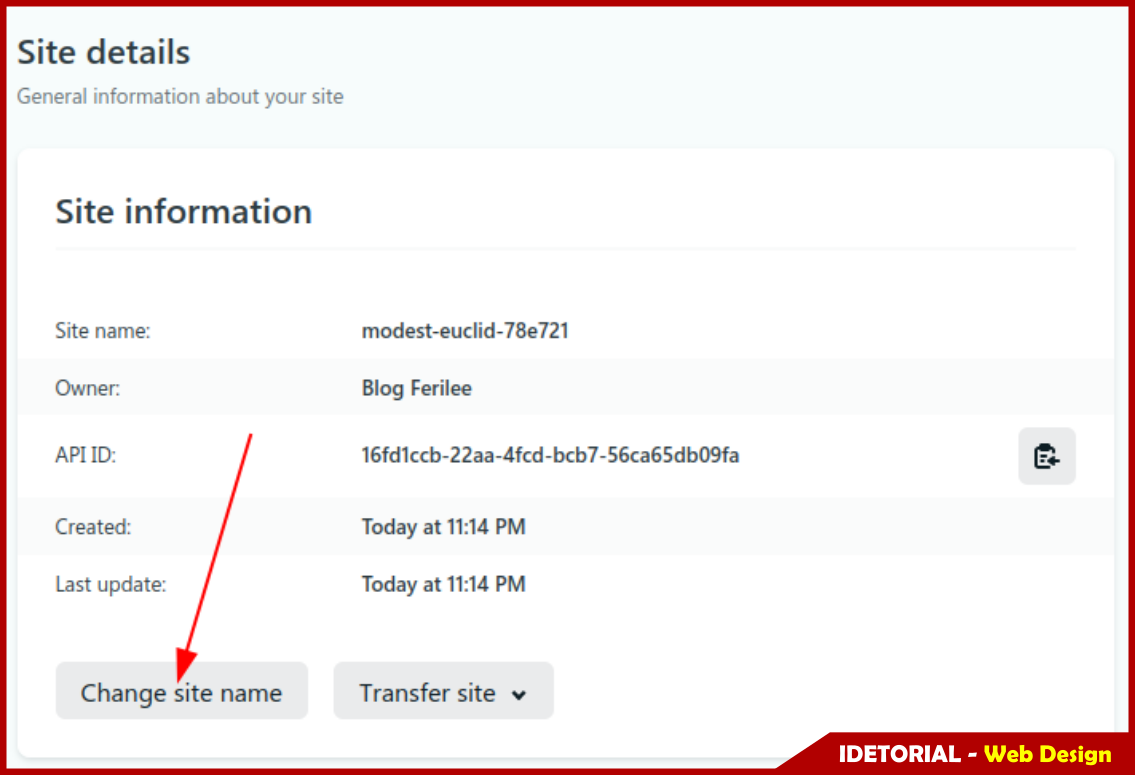 Site details
General information about your site
Site information
Site name: modest-euclid-78e721
Owner: Blog Ferilee
API ID: 16fd1ccb-22aa-4fcd-bcb7-56ca65db09fa
Created: Today at 11:14 PM
Last update: Today at 11:14 PM
Change site name Transfer site
IDETORIAL - Web Design